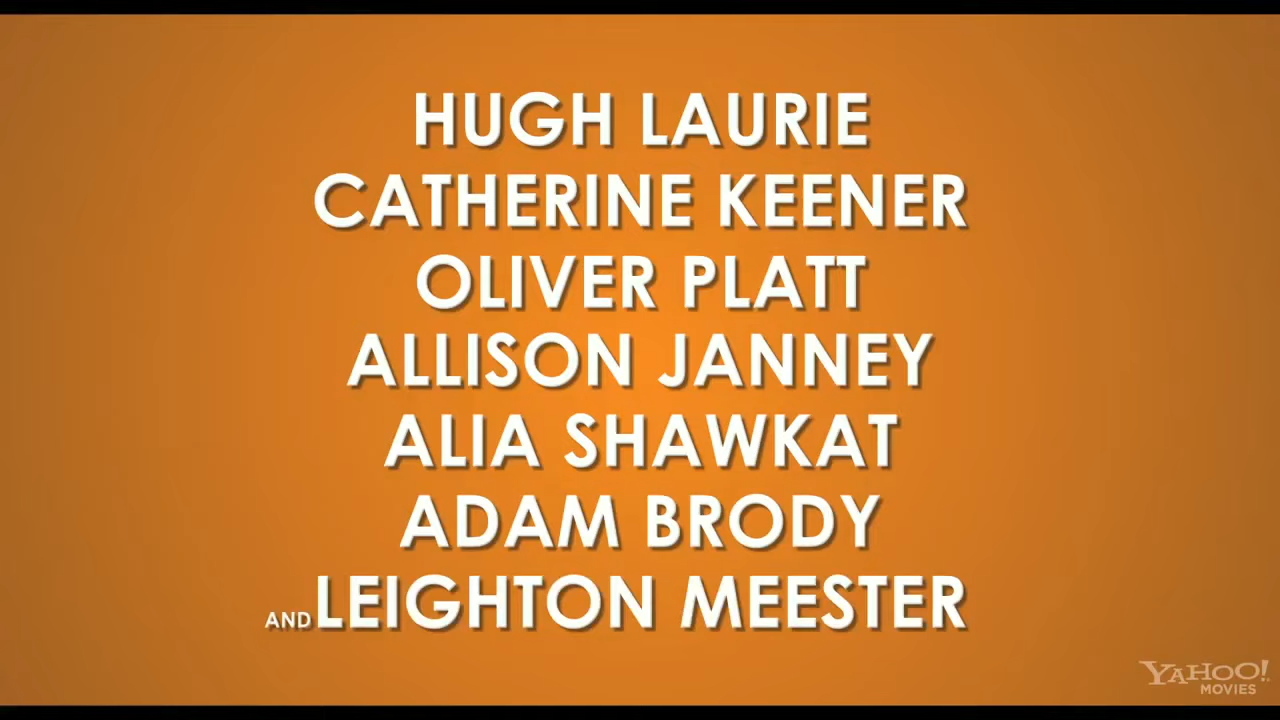 HUGH LAURIE
CATHERINE KEENER
OLIVER PLATT
ALLISON JANNEY
ALIA SHAWKAT
ADAM BRODY
AND LEIGHTON MEESTER
YAHOO!
MOVIES